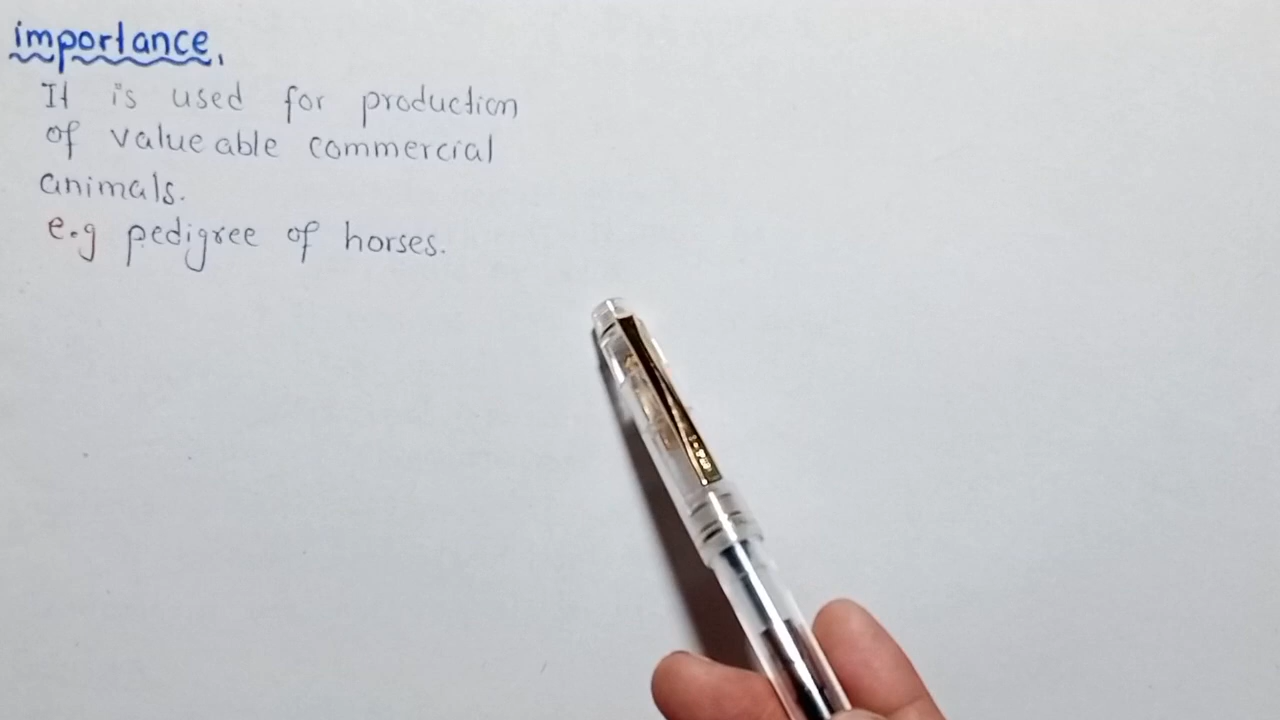 importance,
It is used for production
of valueable commercial
animals.
e.g pedigree of horses.